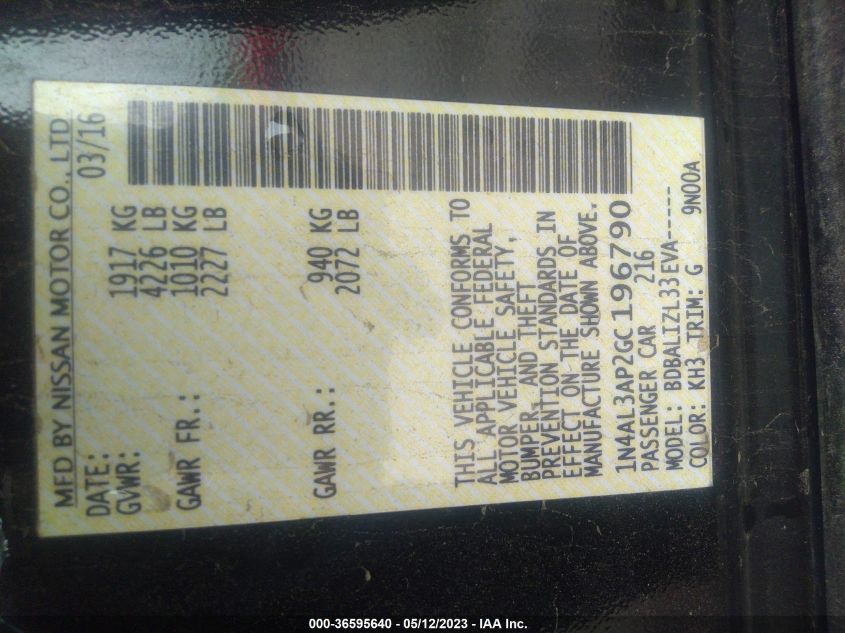 MFD BY NISSAN MOTOR CO., LTD
DATE: 03/16
GVWR: 1917 KG
4226 LB
GAWR FR.: 1010 KG
2227 LB
GAWR RR.: 940 KG
2072 LB
THIS VEHICLE CONFORMS TO
ALL APPLICABLE FEDERAL
MOTOR VEHICLE SAFETY,
BUMPER, AND THEFT
PREVENTION STANDARDS IN
EFFECT ON THE DATE OF
MANUFACTURE SHOWN ABOVE.
1N4AL3AP2GC196790
PASSENGER CAR 216
MODEL: BDBALIZL33EVA-----
COLOR: KH3 TRIM: G 9N00A
000-36595640 - 05/12/2023 - IAA Inc.